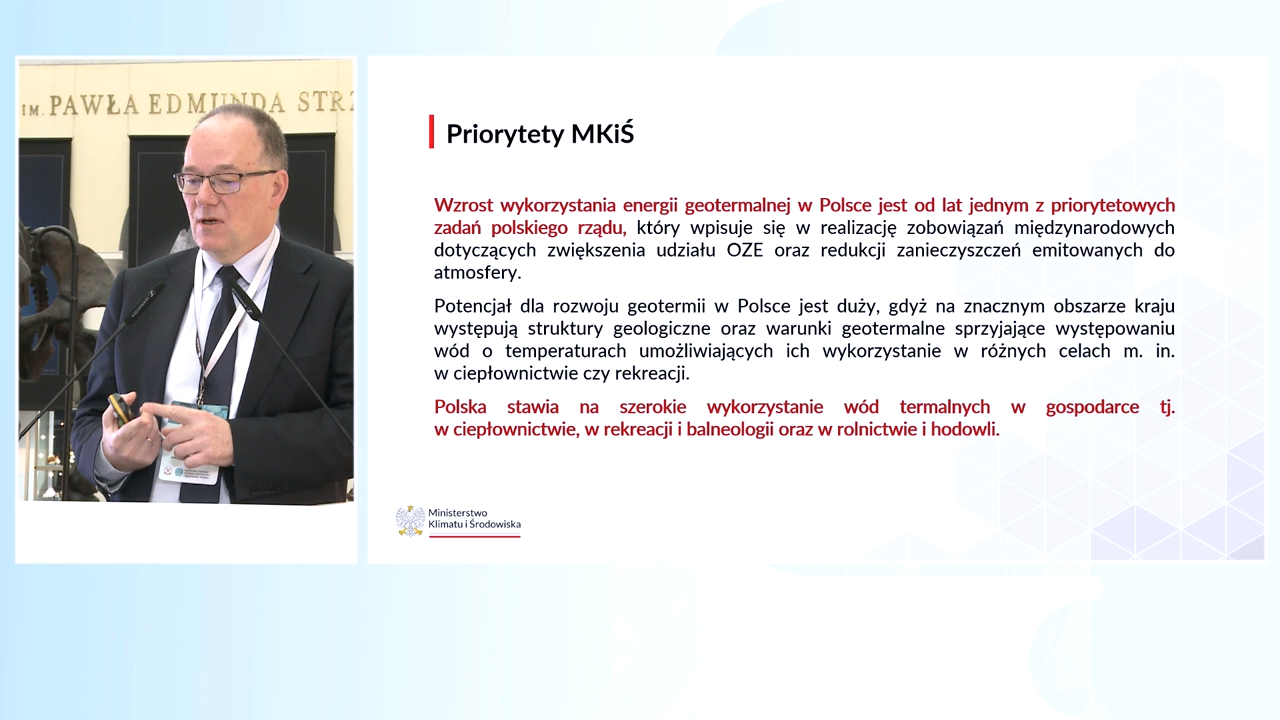 IM. PAWŁA EDMUNDA STRZ
Priorytety MKiŚ
Wzrost wykorzystania energii geotermalnej w Polsce jest od lat jednym z priorytetowych
zadań polskiego rządu, który wpisuje się w realizację zobowiązań międzynarodowych
dotyczących zwiększenia udziału OZE oraz redukcji zanieczyszczeń emitowanych do
atmosfery.
Potencjał dla rozwoju geotermii w Polsce jest duży, gdyż na znacznym obszarze kraju
występują struktury geologiczne oraz warunki geotermalne sprzyjające występowaniu
wód o temperaturach umożliwiających ich wykorzystanie w różnych celach m. in.
w ciepłownictwie czy rekreacji.
Polska stawia na szerokie wykorzystanie wód termalnych w gospodarce tj.
w ciepłownictwie, w rekreacji i balneologii oraz w rolnictwie i hodowli.
Ministerstwo
Klimatu i Środowiska